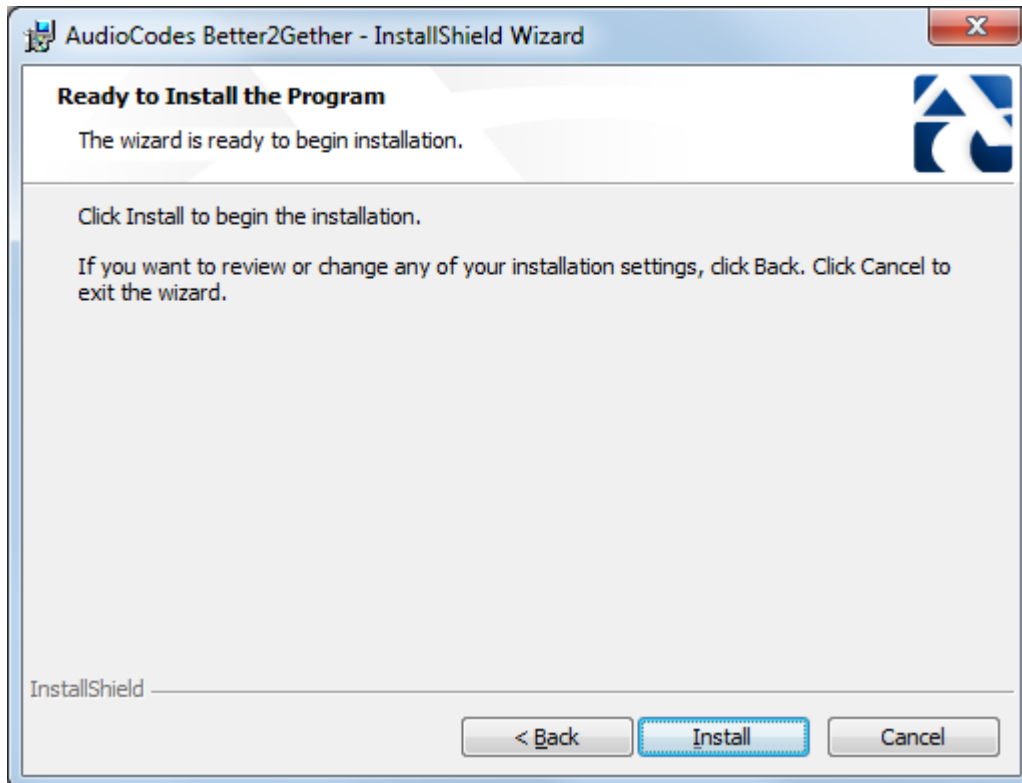 AudioCodes Better2Gether - InstallShield Wizard
Ready to Install the Program
The wizard is ready to begin installation.
Click Install to begin the installation.
If you want to review or change any of your installation settings, click Back. Click Cancel to
exit the wizard.
InstallShield
< Back
Install
Cancel